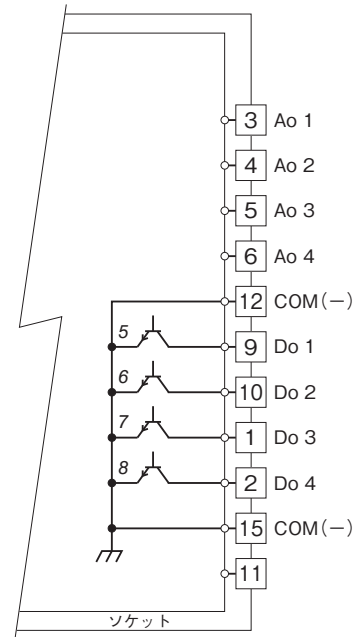 3 Ao 1
4 Ao 2
5 Ao 3
6 Ao 4
12 COM(−)
5 9 Do 1
6 10 Do 2
7 1 Do 3
8 2 Do 4
15 COM(−)
11
ソケット